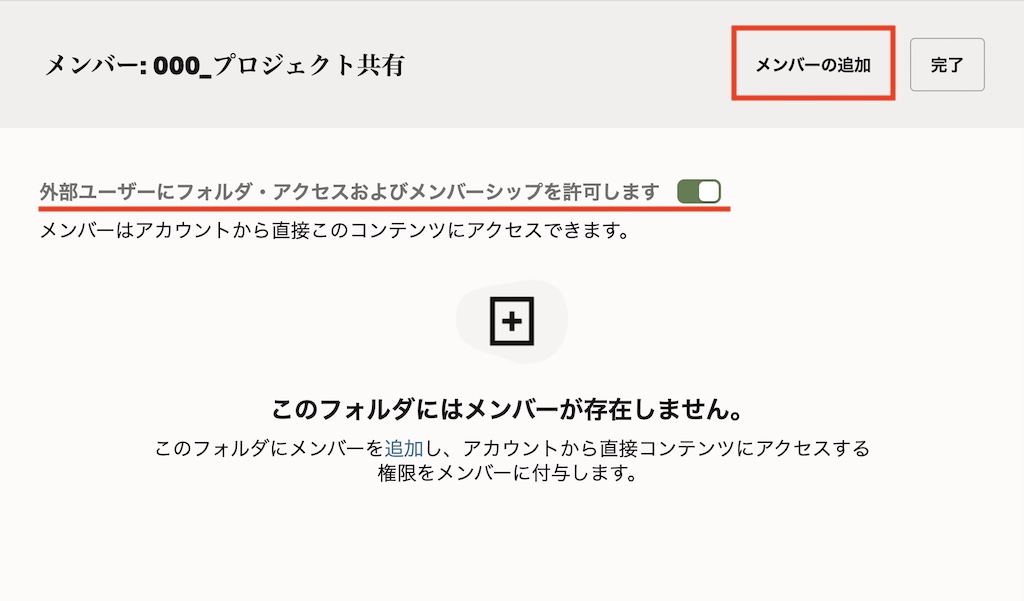 メンバー: 000_プロジェクト共有
メンバーの追加
完了
外部ユーザーにフォルダ・アクセスおよびメンバーシップを許可します
メンバーはアカウントから直接このコンテンツにアクセスできます。
このフォルダにはメンバーが存在しません。
このフォルダにメンバーを追加し、アカウントから直接コンテンツにアクセスする
権限をメンバーに付与します。